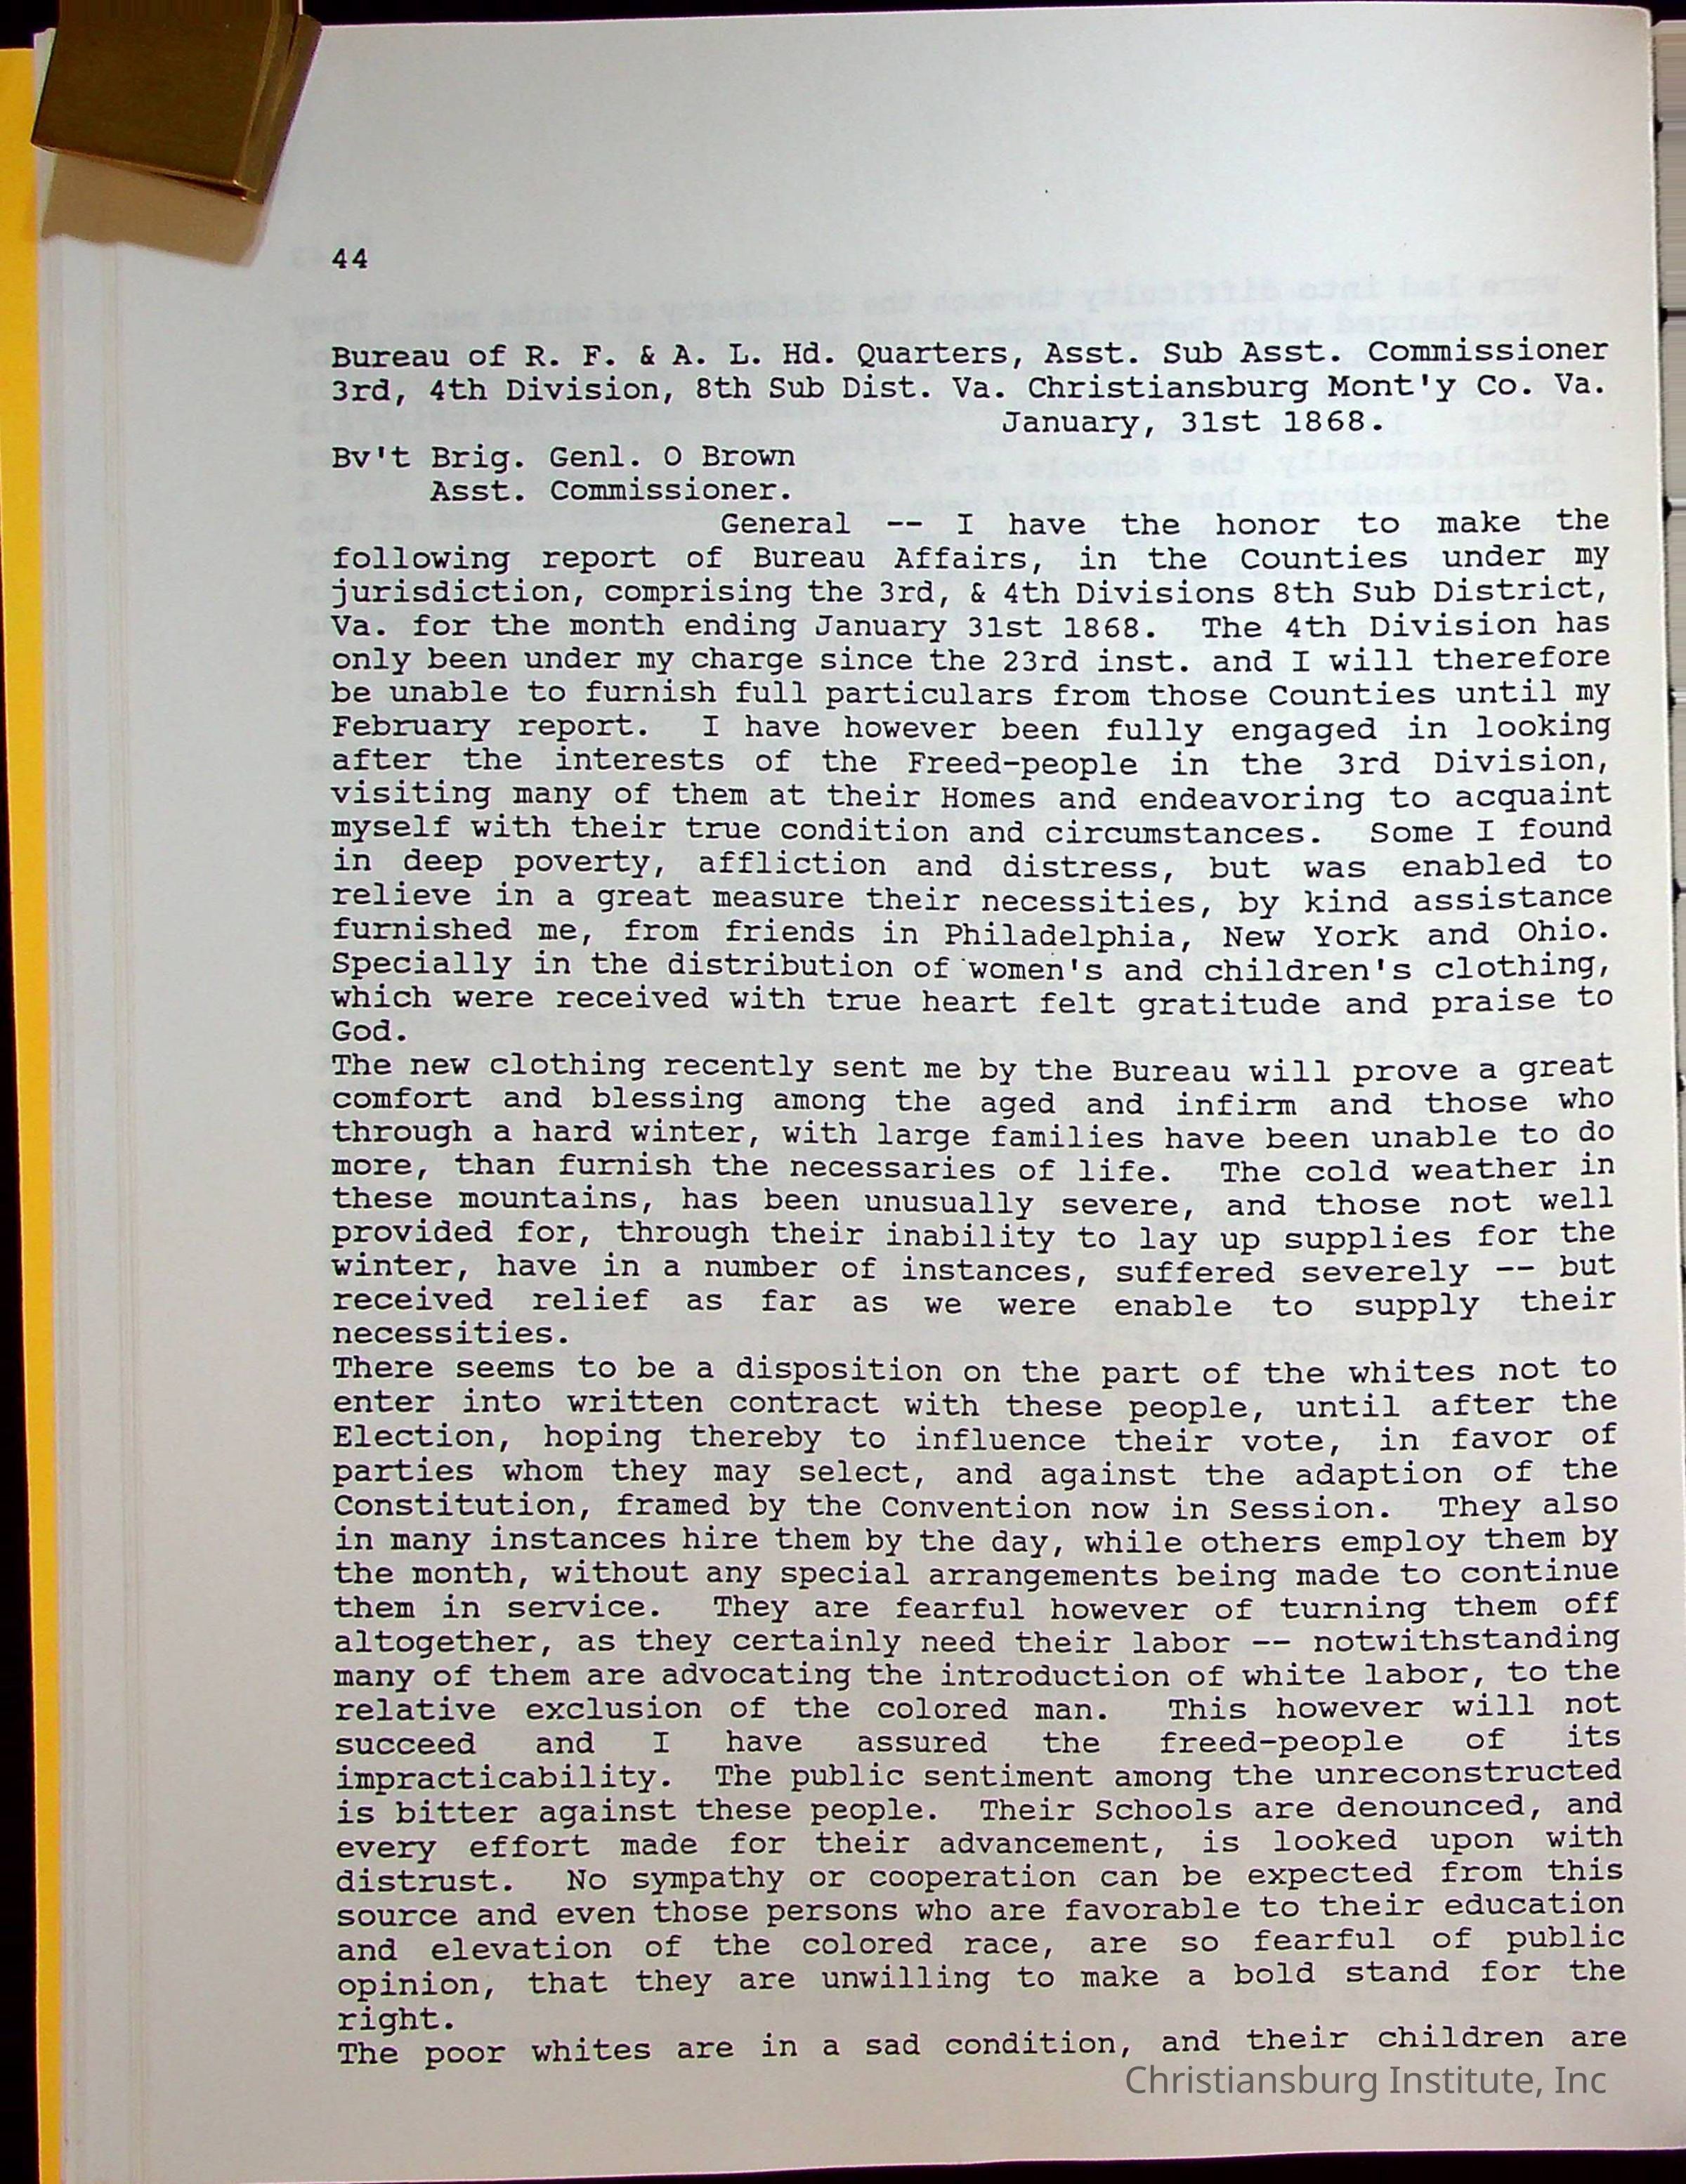 44
Bureau of R. F. & A. L. Hd. Quarters, Asst. Sub Asst. Commissioner
3rd, 4th Division, 8th Sub Dist. Va. Christiansburg Mont'y Co. Va.
January, 31st 1868.
Bv't Brig. Genl. O Brown
Asst. Commissioner.
General -- I have the honor to make the
following report of Bureau Affairs, in the Counties under my
jurisdiction, comprising the 3rd, & 4th Divisions 8th Sub District,
Va. for the month ending January 31st 1868. The 4th Division has
only been under my charge since the 23rd inst. and I will therefore
be unable to furnish full particulars from those Counties until my
February report. I have however been fully engaged in looking
after the interests of the Freed-people in the 3rd Division,
visiting many of them at their Homes and endeavoring to acquaint
myself with their true condition and circumstances. Some I found
in deep poverty, affliction and distress, but was enabled to
relieve in a great measure their necessities, by kind assistance
furnished me, from friends in Philadelphia, New York and Ohio.
Specially in the distribution of women's and children's clothing,
which were received with true heart felt gratitude and praise to
God.
The new clothing recently sent me by the Bureau will prove a great
comfort and blessing among the aged and infirm and those who
through a hard winter, with large families have been unable to do
more, than furnish the necessaries of life. The cold weather in
these mountains, has been unusually severe, and those not well
provided for, through their inability to lay up supplies for the
winter, have in a number of instances, suffered severely -- but
received relief as far as we were enable to supply their
necessities.
There seems to be a disposition on the part of the whites not to
enter into written contract with these people, until after the
Election, hoping thereby to influence their vote, in favor of
parties whom they may select, and against the adaption of the
Constitution, framed by the Convention now in Session. They also
in many instances hire them by the day, while others employ them by
the month, without any special arrangements being made to continue
them in service. They are fearful however of turning them off
altogether, as they certainly need their labor -- notwithstanding
many of them are advocating the introduction of white labor, to the
relative exclusion of the colored man. This however will not
succeed and I have assured the freed-people of its
impracticability. The public sentiment among the unreconstructed
is bitter against these people. Their Schools are denounced, and
every effort made for their advancement, is looked upon with
distrust. No sympathy or cooperation can be expected from this
source and even those persons who are favorable to their education
and elevation of the colored race, are so fearful of public
opinion, that they are unwilling to make a bold stand for the
right.
The poor whites are in a sad condition, and their children are
Christiansburg Institute, Inc